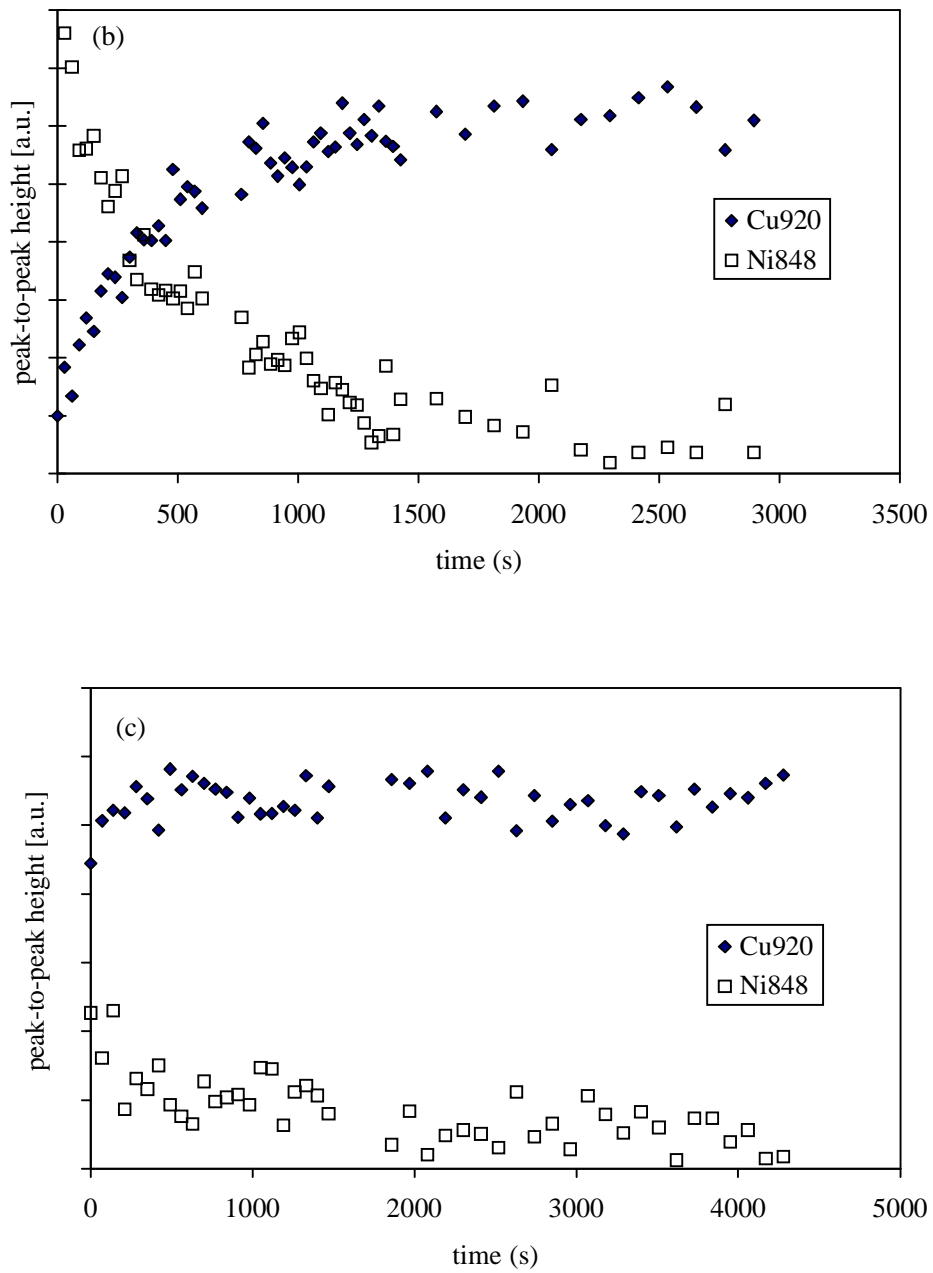 (b)
peak-to-peak height [a.u.]
Cu920
Ni848
0 500 1000 1500 2000 2500 3000 3500
time (s)
(c)
peak-to-peak height [a.u.]
Cu920
Ni848
0 1000 2000 3000 4000 5000
time (s)